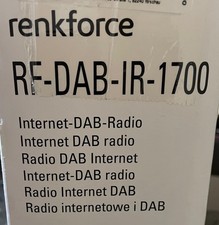 renkforce
RF-DAB-IR-1700
Internet-DAB-Radio
Internet DAB radio
Radio DAB Internet
Internet-DAB radio
Radio Internet DAB
Radio internetowe i DAB